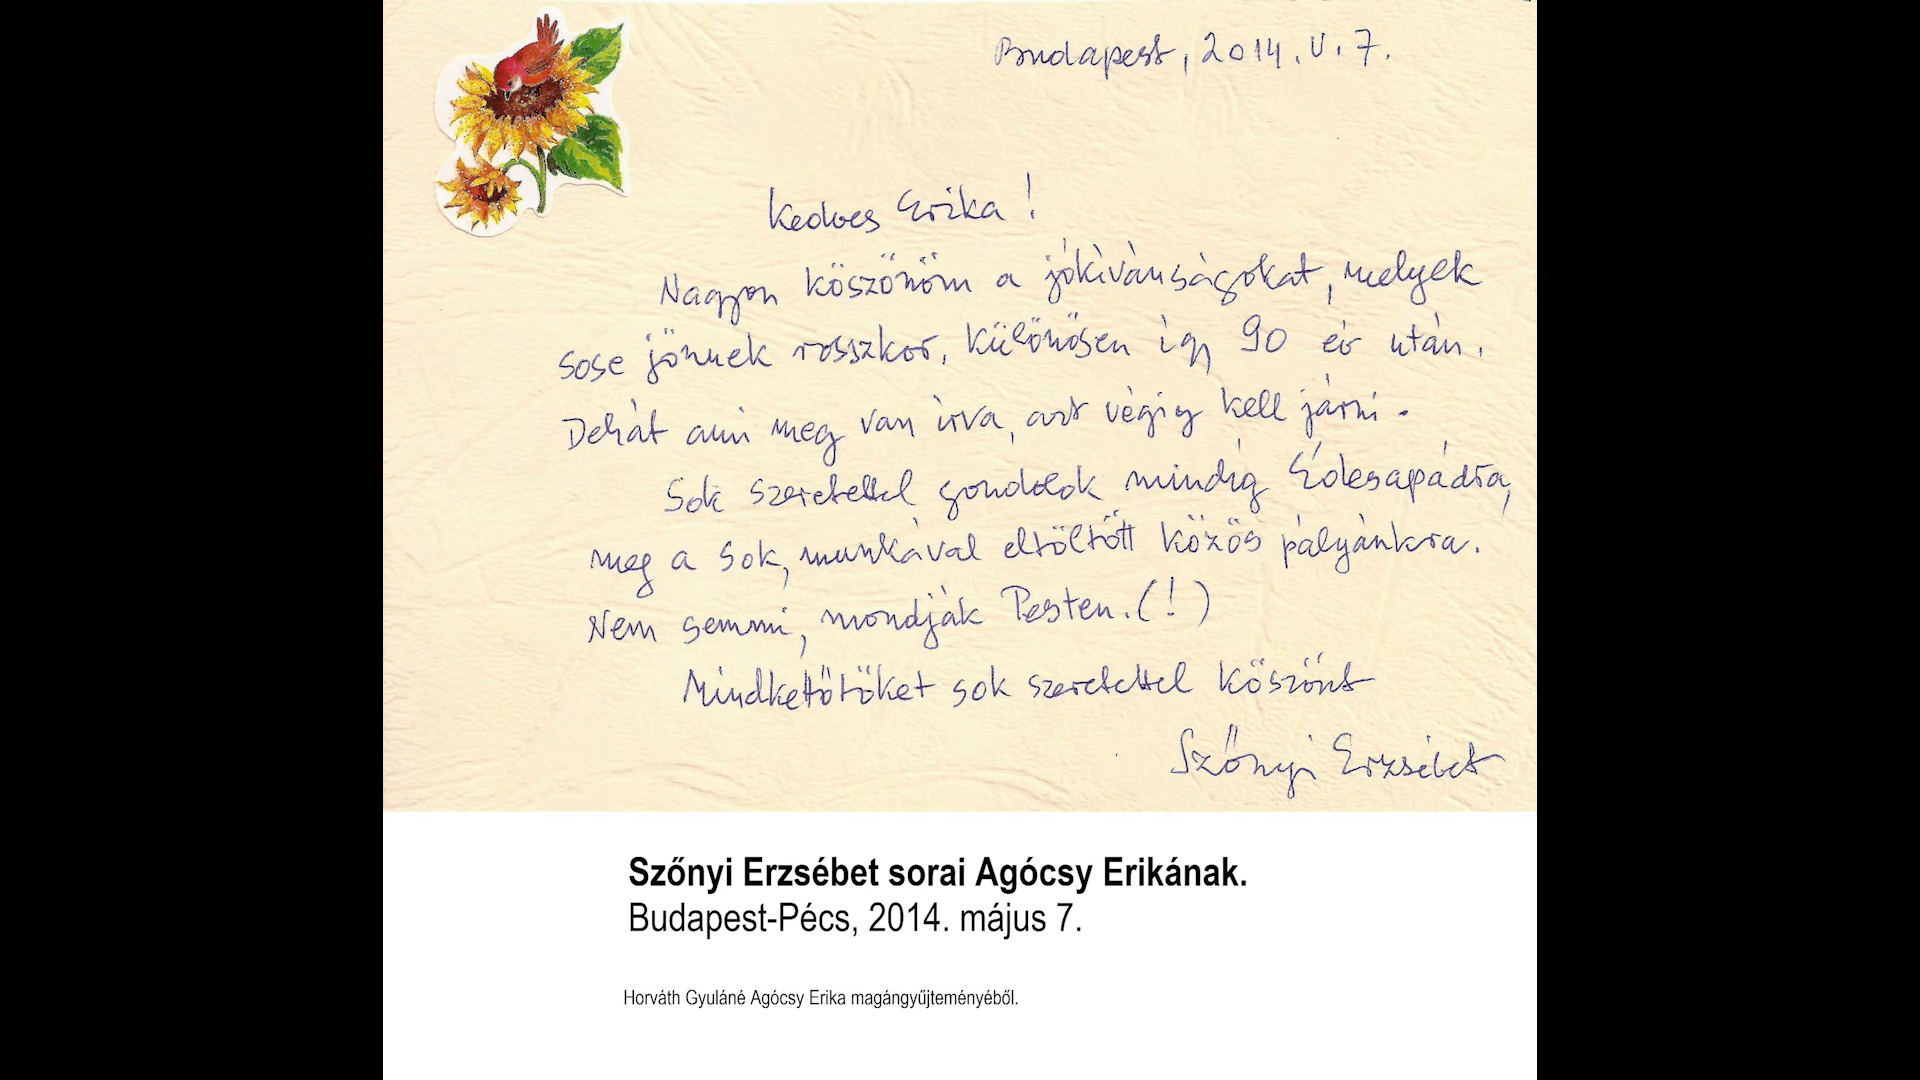 Budapest, 2014. V. 7.
Kedves Erika!
Nagyon köszönöm a jókívánságokat, melyek
sose jönnek rosszkor, különösen így 90 év után.
Dehát ami meg van írva, azt végig kell járni.
Sok szeretettel gondolok mindig Édesapádra,
meg a sok, munkával eltöltött közös pályánkra.
Nem semmi, mondják Pesten. (!)
Mindkettőtöket sok szeretettel köszönt
Szőnyi Erzsébet
Szőnyi Erzsébet sorai Agócsy Erikának.
Budapest-Pécs, 2014. május 7.
Horváth Gyuláné Agócsy Erika magángyűjteményéből.